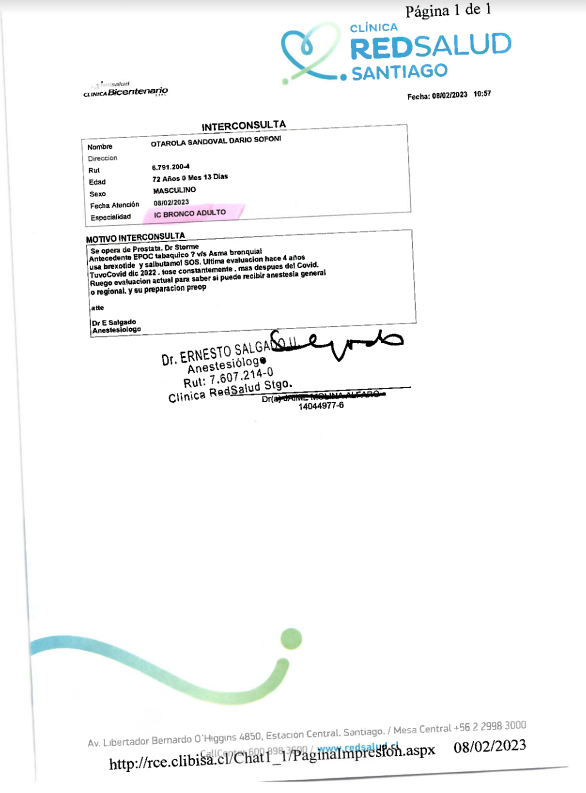 Página 1 de 1
CLÍNICA
REDSALUD
SANTIAGO
CLINICA Bicentenario
Fecha: 08/02/2023 10:57
INTERCONSULTA
Nombre OTAROLA SANDOVAL DARIO SOFONI
Direccion
Rut 6.791.200-4
Edad 72 Años 0 Mes 13 Dias
Sexo MASCULINO
Fecha Atención 08/02/2023
Especialidad IC BRONCO ADULTO
MOTIVO INTERCONSULTA
Se opera de Prostata, Dr Storme
Antecedente EPOC tabaquico ? v/s Asma bronquial
usa brexotide y salbutamol SOS. Ultima evaluacion hace 4 años
TuvoCovid dic 2022 . tose constantemente , mas despues del Covid.
Ruego evaluacion actual para saber si puede recibir anestesia general
o regional, y su preparacion preop
atte
Dr E Salgado
Anestesiologo
Dr. ERNESTO SALGADO U.
Anestesiólogo
Rut: 7.607.214-0
Clínica RedSalud Stgo.
Dr(a) JAIME MOLINA ALFARO
14044977-6
Av. Libertador Bernardo O'Higgins 4850, Estación Central. Santiago. / Mesa Central +56 2 2998 3000
CallCenter 600 898 3600 / www.redsalud.cl
http://rce.clibisa.cl/Chat1_1/PaginaImpresion.aspx 08/02/2023